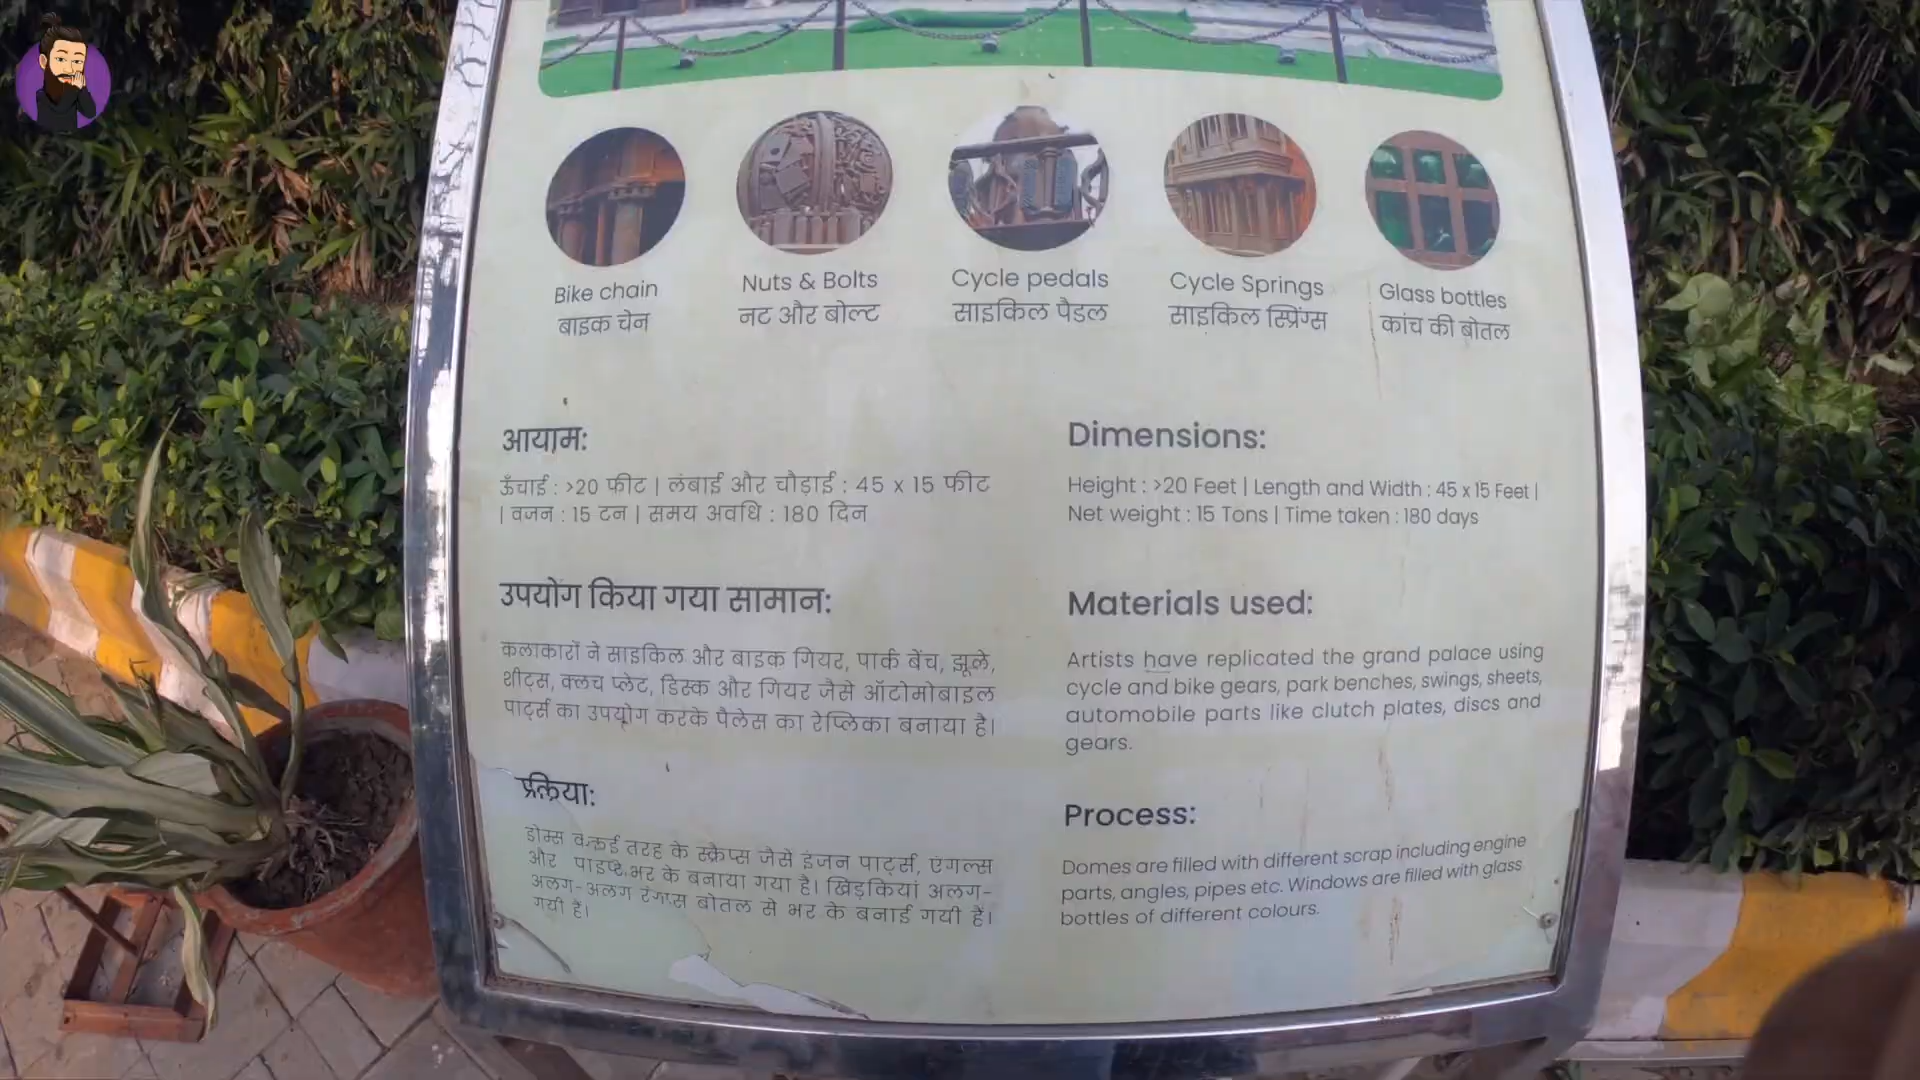 Bike chain
बाइक चेन
Nuts & Bolts
नट और बोल्ट
Cycle pedals
साइकिल पैडल
Cycle Springs
साइकिल स्प्रिंग्स
Glass bottles
कांच की बोतल
आयाम:
ऊँचाई : >20 फीट | लंबाई और चौड़ाई : 45 x 15 फीट
| वजन : 15 टन | समय अवधि : 180 दिन
उपयोग किया गया सामान:
कलाकारों ने साइकिल और बाइक गियर, पार्क बेंच, झूले,
शीट्स, क्लच प्लेट, डिस्क और गियर जैसे ऑटोमोबाइल
पार्ट्स का उपयोग करके पैलेस का रेप्लिका बनाया है।
प्रक्रिया:
डोम्स कई तरह के स्क्रैप्स जैसे इंजन पार्ट्स, एंगल्स
और भर के बनाया गया है। खिड़कियां अलग-
अलग-अलग बोतल से भर के बनाई गयी हैं।
गयी हैं।
Dimensions:
Height : >20 Feet | Length and Width : 45 x 15 Feet |
Net weight : 15 Tons | Time taken : 180 days
Materials used:
Artists have replicated the grand palace using
cycle and bike gears, park benches, swings, sheets,
automobile parts like clutch plates, discs and
gears.
Process:
Domes are filled with different scrap including engine
parts, angles, pipes etc. Windows are filled with glass
bottles of different colours.